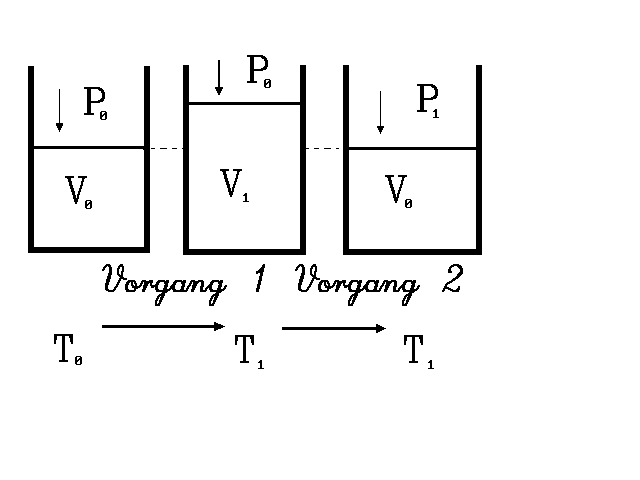 P₀ P₀ P₁
V₀ V₁ V₀
Vorgang 1 Vorgang 2
T₀ T₁ T₁